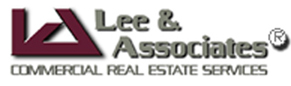 Lee &
Associates®
COMMERCIAL REAL ESTATE SERVICES